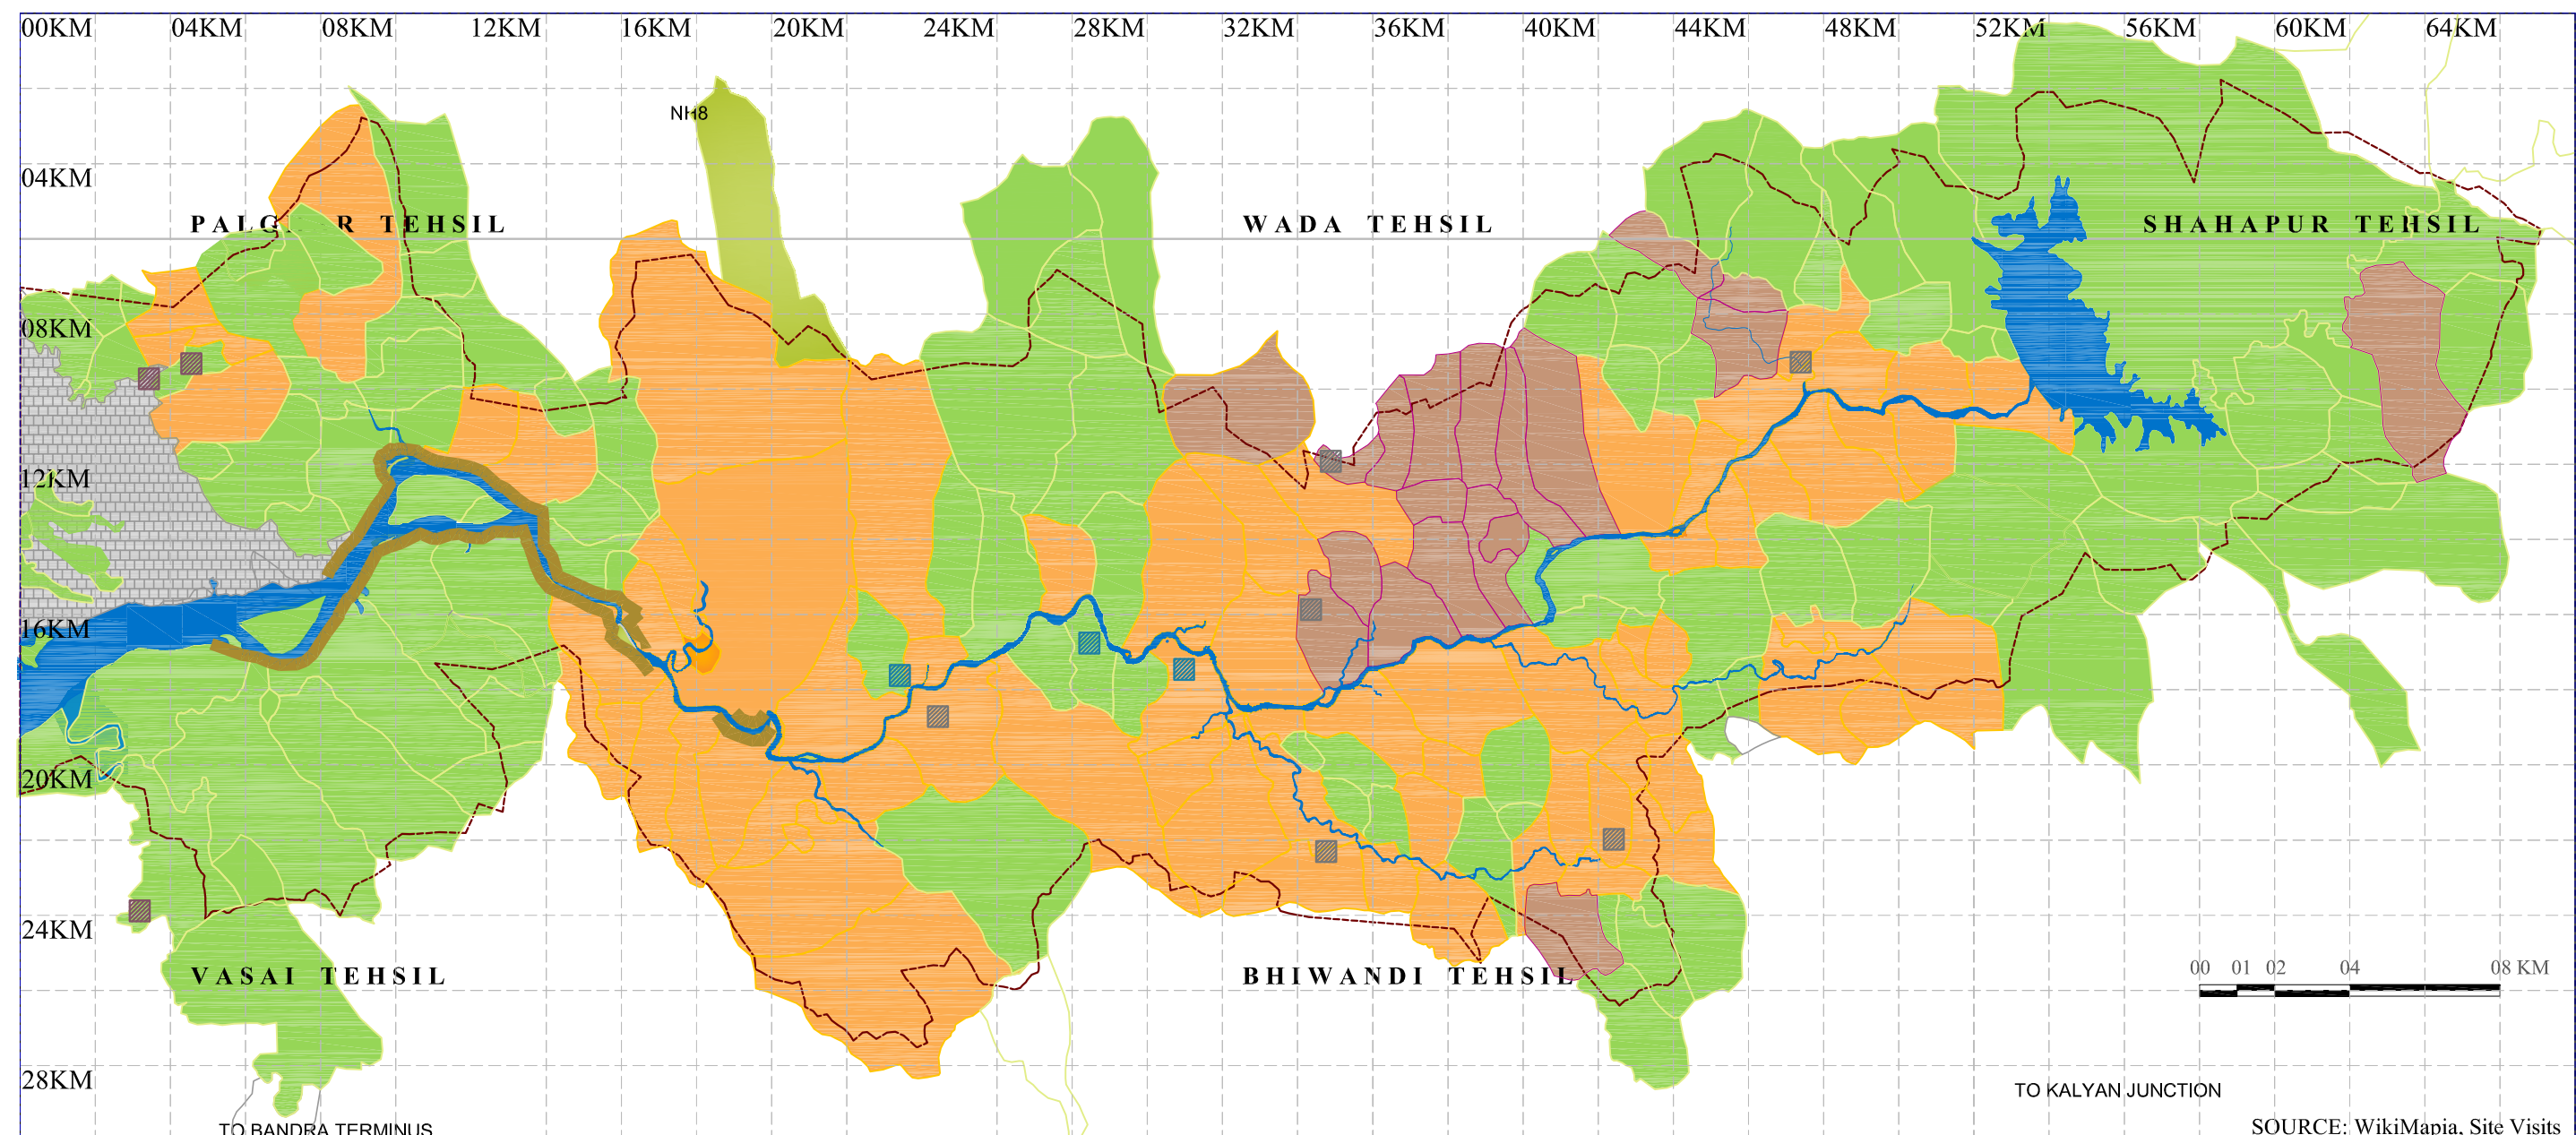 00KM 04KM 08KM 12KM 16KM 20KM 24KM 28KM 32KM 36KM 40KM 44KM 48KM 52KM 56KM 60KM 64KM
NH8
04KM
R TEHSIL
WADA TEHSIL
SHAHAPUR TEHSIL
08KM
12KM
16KM
20KM
24KM
VASAI TEHSIL
BHIWANDI TEHSIL
00 01 02 04 08 KM
28KM
TO KALYAN JUNCTION
TO BANDRA TERMINUS
SOURCE: WikiMapia, Site Visits